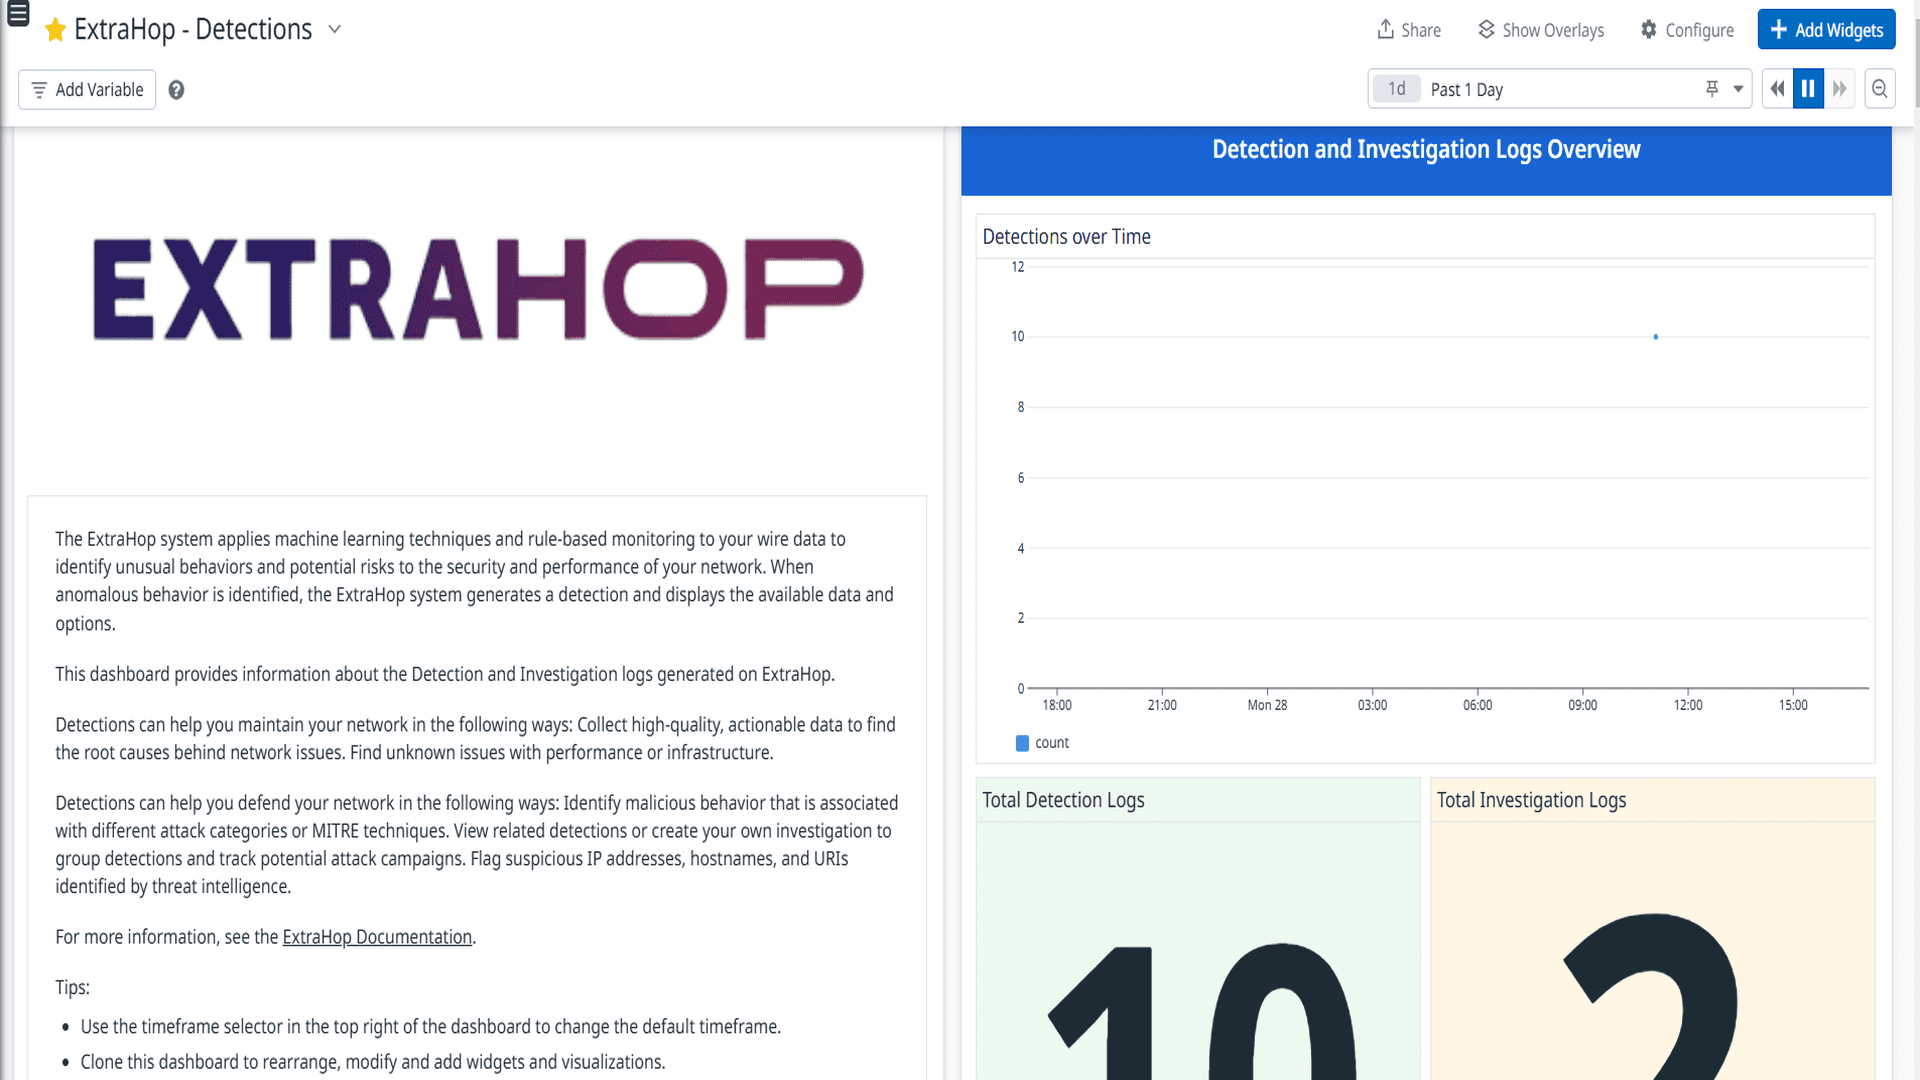 ExtraHop - Detections
Share
Show Overlays
Configure
Add Widgets
Add Variable
1d
Past 1 Day
EXTRAHOP
The ExtraHop system applies machine learning techniques and rule-based monitoring to your wire data to
identify unusual behaviors and potential risks to the security and performance of your network. When
anomalous behavior is identified, the ExtraHop system generates a detection and displays the available data and
options.
This dashboard provides information about the Detection and Investigation logs generated on ExtraHop.
Detections can help you maintain your network in the following ways: Collect high-quality, actionable data to find
the root causes behind network issues. Find unknown issues with performance or infrastructure.
Detections can help you defend your network in the following ways: Identify malicious behavior that is associated
with different attack categories or MITRE techniques. View related detections or create your own investigation to
group detections and track potential attack campaigns. Flag suspicious IP addresses, hostnames, and URIs
identified by threat intelligence.
For more information, see the ExtraHop Documentation.
Tips:
• Use the timeframe selector in the top right of the dashboard to change the default timeframe.
• Clone this dashboard to rearrange, modify and add widgets and visualizations.
Detection and Investigation Logs Overview
Detections over Time
12
10
8
6
4
2
0
18:00 21:00 Mon 28 03:00 06:00 09:00 12:00 15:00
count
Total Detection Logs
10
Total Investigation Logs
2